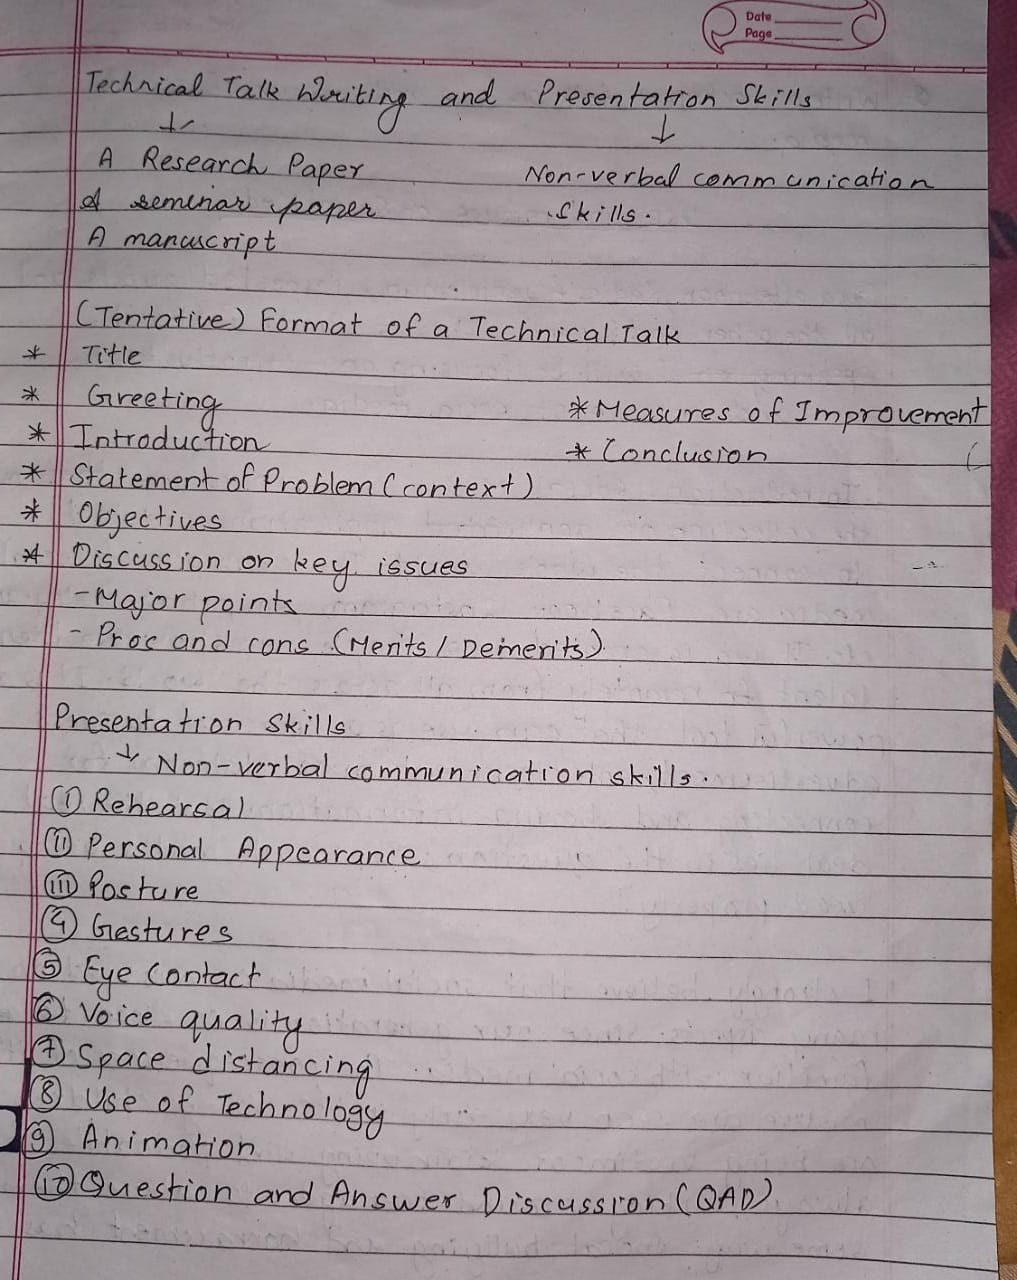 Date
Page
Technical Talk Writing and Presentation Skills
↓ ↓
A Research Paper
Non-verbal communication
A seminar paper
Skills.
A manuscript
(Tentative) Format of a Technical Talk
* Title
* Greeting
* Measures of Improvement
* Introduction
* Conclusion
* Statement of Problem (context)
* Objectives
* Discussion on key issues
- Major points
- Pros and cons (Merits / Demerits)
Presentation Skills
↓ Non-verbal communication skills.
(i) Rehearsal
(ii) Personal Appearance
(iii) Posture
(4) Gestures
(5) Eye Contact
(6) Voice quality
(7) Space distancing
(8) Use of Technology
(9) Animation
(10) Question and Answer Discussion (QAD)